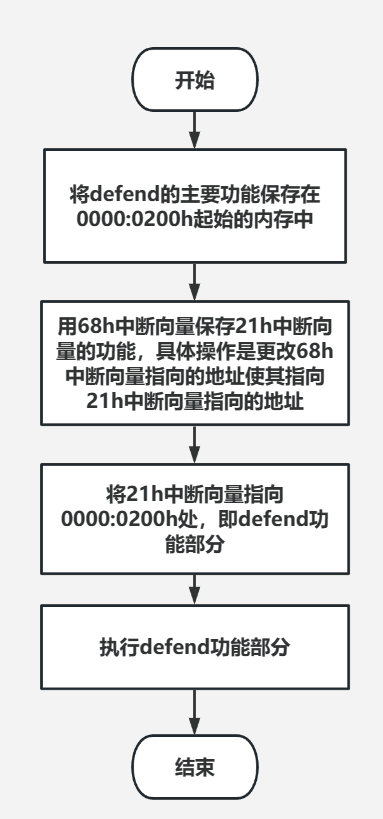 开始
将defend的主要功能保存在
0000:0200h起始的内存中
用68h中断向量保存21h中断向
量的功能，具体操作是更改68h
中断向量指向的地址使其指向
21h中断向量指向的地址
将21h中断向量指向
0000:0200h处，即defend功
能部分
执行defend功能部分
结束